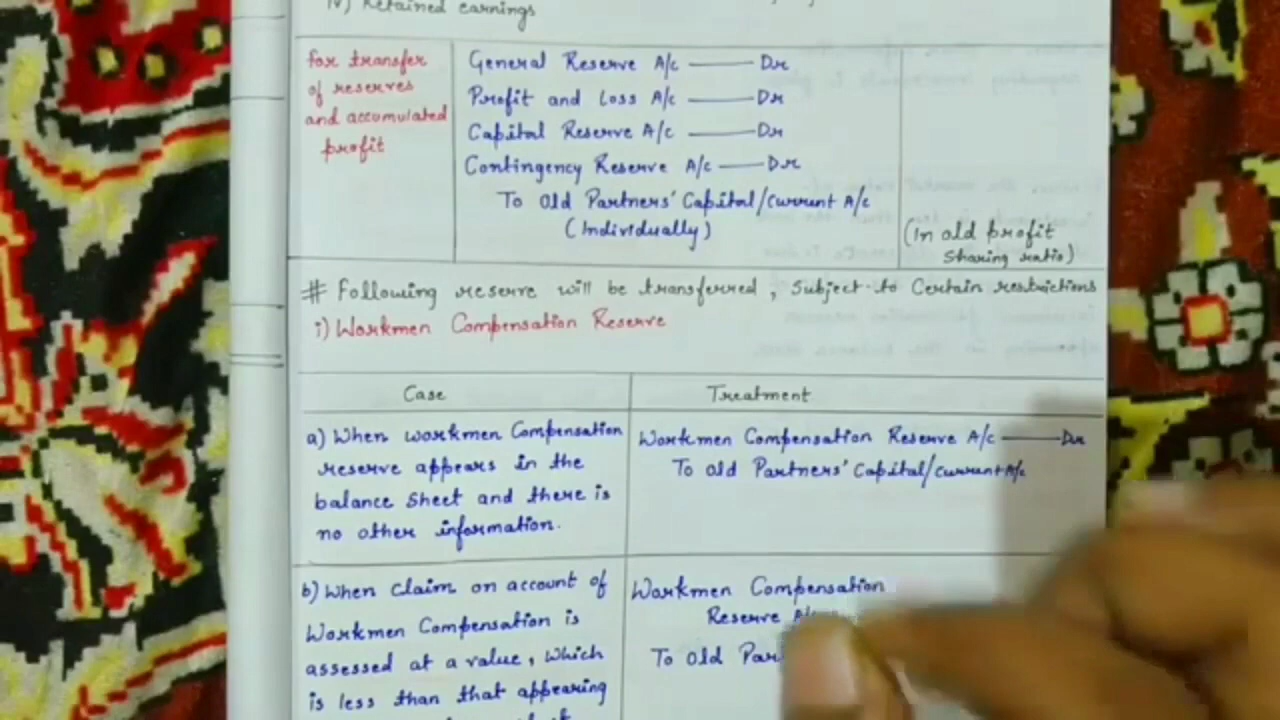 iv) Retained earnings
for transfer
of reserves
and accumulated
profit
General Reserve A/c —— Dr
Profit and Loss A/c —— Dr
Capital Reserve A/c —— Dr
Contingency Reserve A/c —— Dr
To Old Partners' Capital/Current A/c
(Individually)
(In old profit
sharing ratio)
# Following reserve will be transferred, Subject to Certain restrictions
i) Workmen Compensation Reserve
Case
Treatment
a) When workmen Compensation
reserve appears in the
balance sheet and there is
no other information.
Workmen Compensation Reserve A/c —— Dr
To Old Partners' Capital/Current A/c
b) When Claim on account of
Workmen Compensation is
assessed at a value, which
is less than that appearing
Workmen Compensation
Reserve
To Old